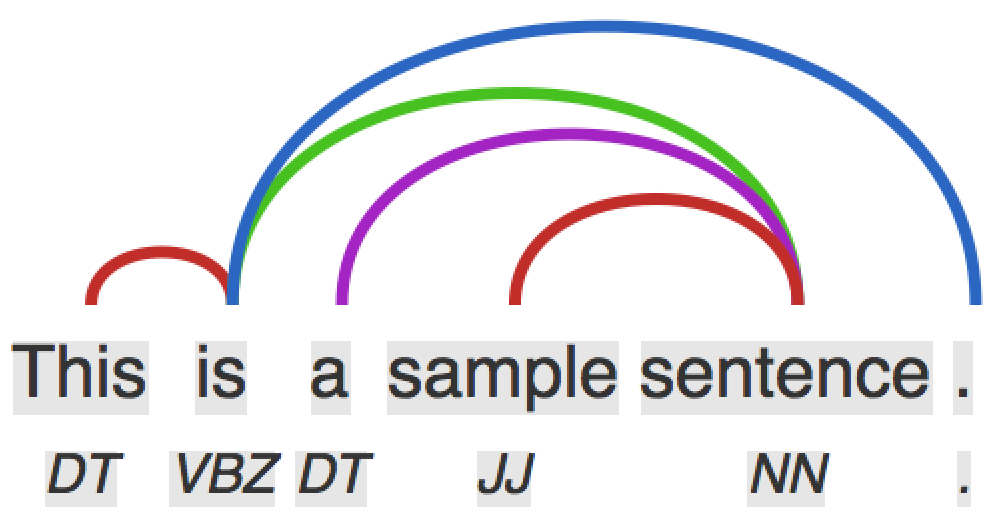 This is a sample sentence .
DT VBZ DT JJ NN .